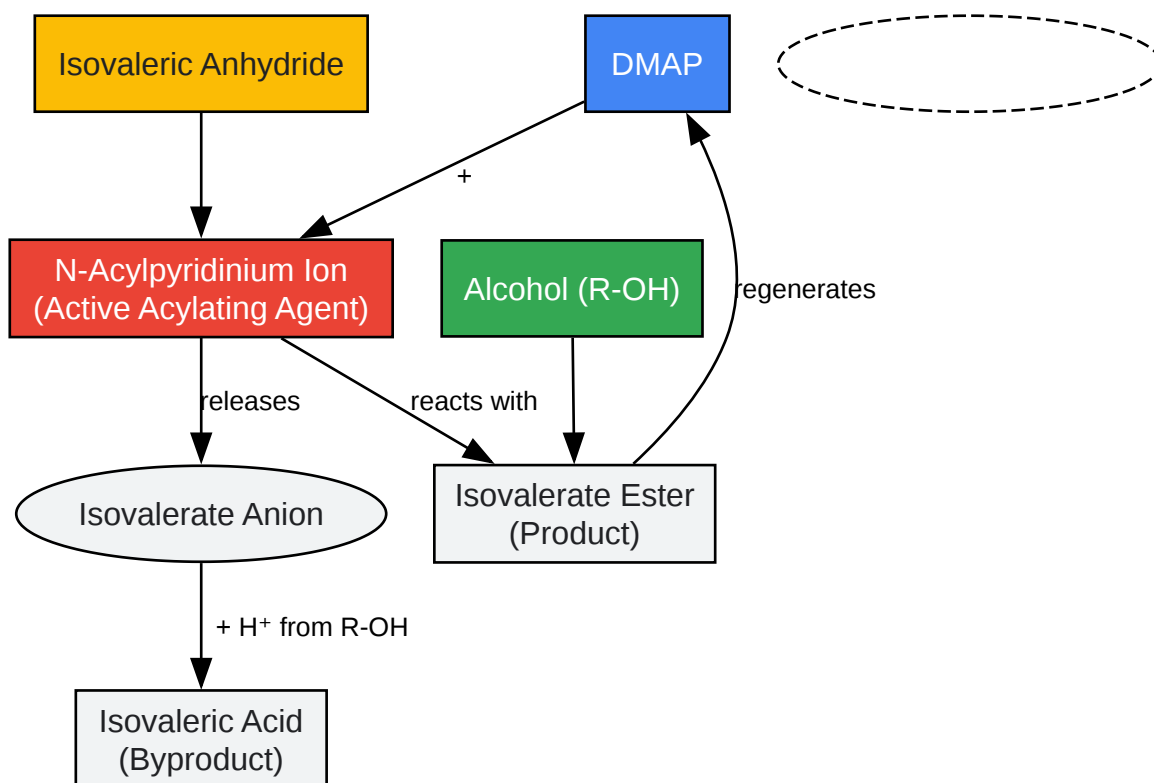 Isovaleric Anhydride
DMAP
+
N-Acylpyridinium Ion
(Active Acylating Agent)
Alcohol (R-OH)
regenerates
releases
reacts with
Isovalerate Anion
Isovalerate Ester
(Product)
+ H⁺ from R-OH
Isovaleric Acid
(Byproduct)